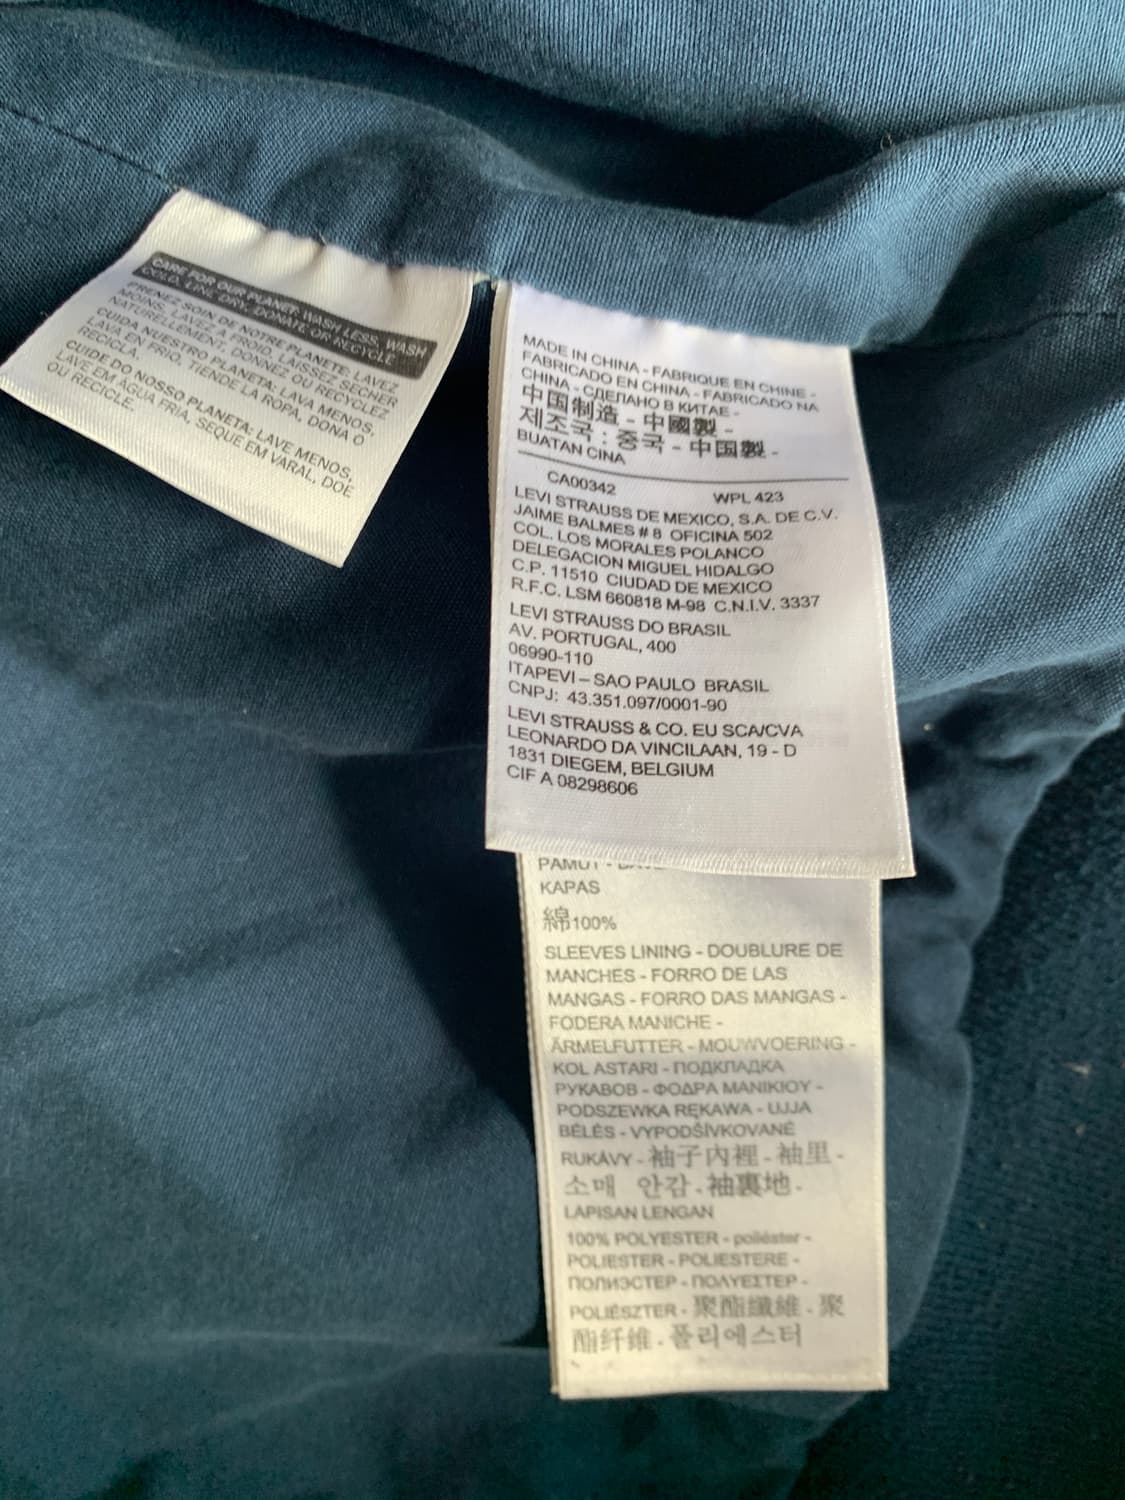 CARE FOR OUR PLANET: WASH LESS, WASH
COLD, LINE DRY, DONATE OR RECYCLE
PRENEZ SOIN DE NOTRE PLANETE: LAVEZ
MOINS, LAVEZ A FROID, LAISSEZ SÉCHER
NATURELLEMENT, DONNEZ OU RECYCLEZ
CUIDA NUESTRO PLANETA: LAVA MENOS,
LAVA EN FRIO, TIENDE LA ROPA, DONA O
RECICLA.
CUIDE DO NOSSO PLANETA: LAVE MENOS,
LAVE EM ÁGUA FRIA, SEQUE EM VARAL, DOE
OU RECICLE.
MADE IN CHINA - FABRIQUE EN CHINE -
FABRICADO EN CHINA - FABRICADO NA
CHINA - СДЕЛАНО В КИТАЕ -
中国制造 - 中國製 -
제조국 : 중국 - 中国製 -
BUATAN CINA
CA00342 WPL 423
LEVI STRAUSS DE MEXICO, S.A. DE C.V.
JAIME BALMES # 8 OFICINA 502
COL. LOS MORALES POLANCO
DELEGACION MIGUEL HIDALGO
C.P. 11510 CIUDAD DE MEXICO
R.F.C. LSM 660818 M-98 C.N.I.V. 3337
LEVI STRAUSS DO BRASIL
AV. PORTUGAL, 400
06990-110
ITAPEVI – SAO PAULO BRASIL
CNPJ: 43.351.097/0001-90
LEVI STRAUSS & CO. EU SCA/CVA
LEONARDO DA VINCILAAN, 19 - D
1831 DIEGEM, BELGIUM
CIF A 08298606
PAMUT -
KAPAS
綿100%
SLEEVES LINING - DOUBLURE DE
MANCHES - FORRO DE LAS
MANGAS - FORRO DAS MANGAS -
FODERA MANICHE -
ÄRMELFUTTER - MOUWVOERING -
KOL ASTARI - ПОДКЛАДКА
РУКАВОВ - ΦΟΔΡΑ ΜΑΝΙΚΙΟΥ -
PODSZEWKA RĘKAWA - UJJA
BÉLÉS - VYPODŠÍVKOVANÉ
RUKÁVY - 袖子內裡 - 袖里 -
소매 안감 - 袖裏地 -
LAPISAN LENGAN
100% POLYESTER - poliéster -
POLIESTER - POLIESTERE -
ПОЛИЭСТЕР - ΠΟΛΥΕΣΤΕΡ -
POLIÉSZTER - 聚酯纖維 - 聚
酯纤维 - 폴리에스터